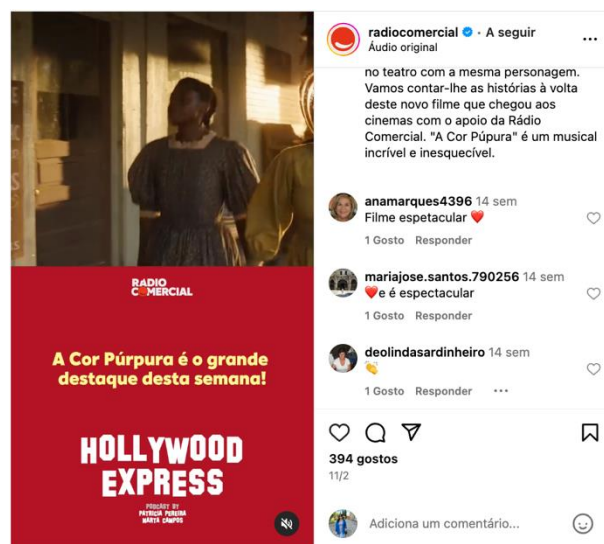 radiocomercial • A seguir
Áudio original
no teatro com a mesma personagem.
Vamos contar-lhe as histórias à volta
deste novo filme que chegou aos
cinemas com o apoio da Rádio
Comercial. "A Cor Púpura" é um musical
incrível e inesquecível.
anamarques4396 14 sem
Filme espetacular ❤️
1 Gosto Responder
mariajose.santos.790256 14 sem
❤️e é espectacular
1 Gosto Responder
deolindasardinheiro 14 sem
👏
1 Gosto Responder
394 gostos
11/2
Adiciona um comentário...
RÁDIO
COMERCIAL
A Cor Púrpura é o grande
destaque desta semana!
HOLLYWOOD
EXPRESS
PODCAST BY
PATRÍCIA PEREIRA
MARTA CAMPOS